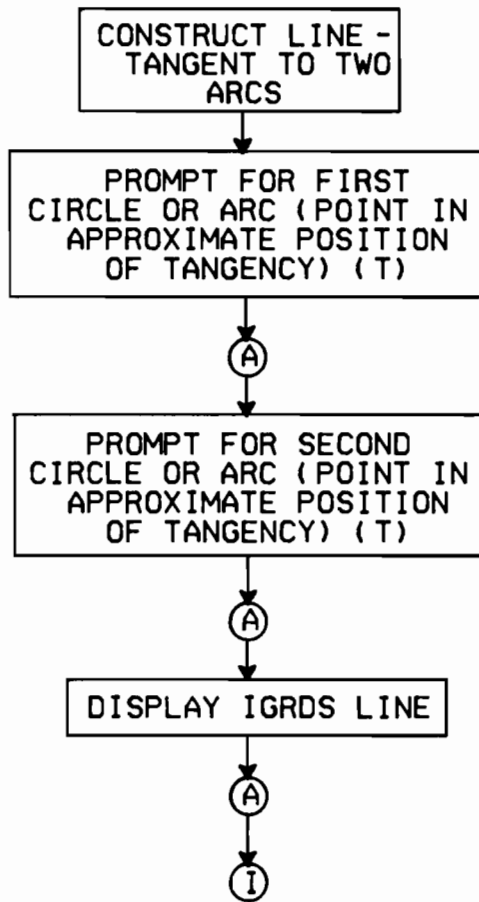 CONSTRUCT LINE -
TANGENT TO TWO
ARCS
PROMPT FOR FIRST
CIRCLE OR ARC (POINT IN
APPROXIMATE POSITION
OF TANGENCY) (T)
A
PROMPT FOR SECOND
CIRCLE OR ARC (POINT IN
APPROXIMATE POSITION
OF TANGENCY) (T)
A
DISPLAY IGRDS LINE
A
I